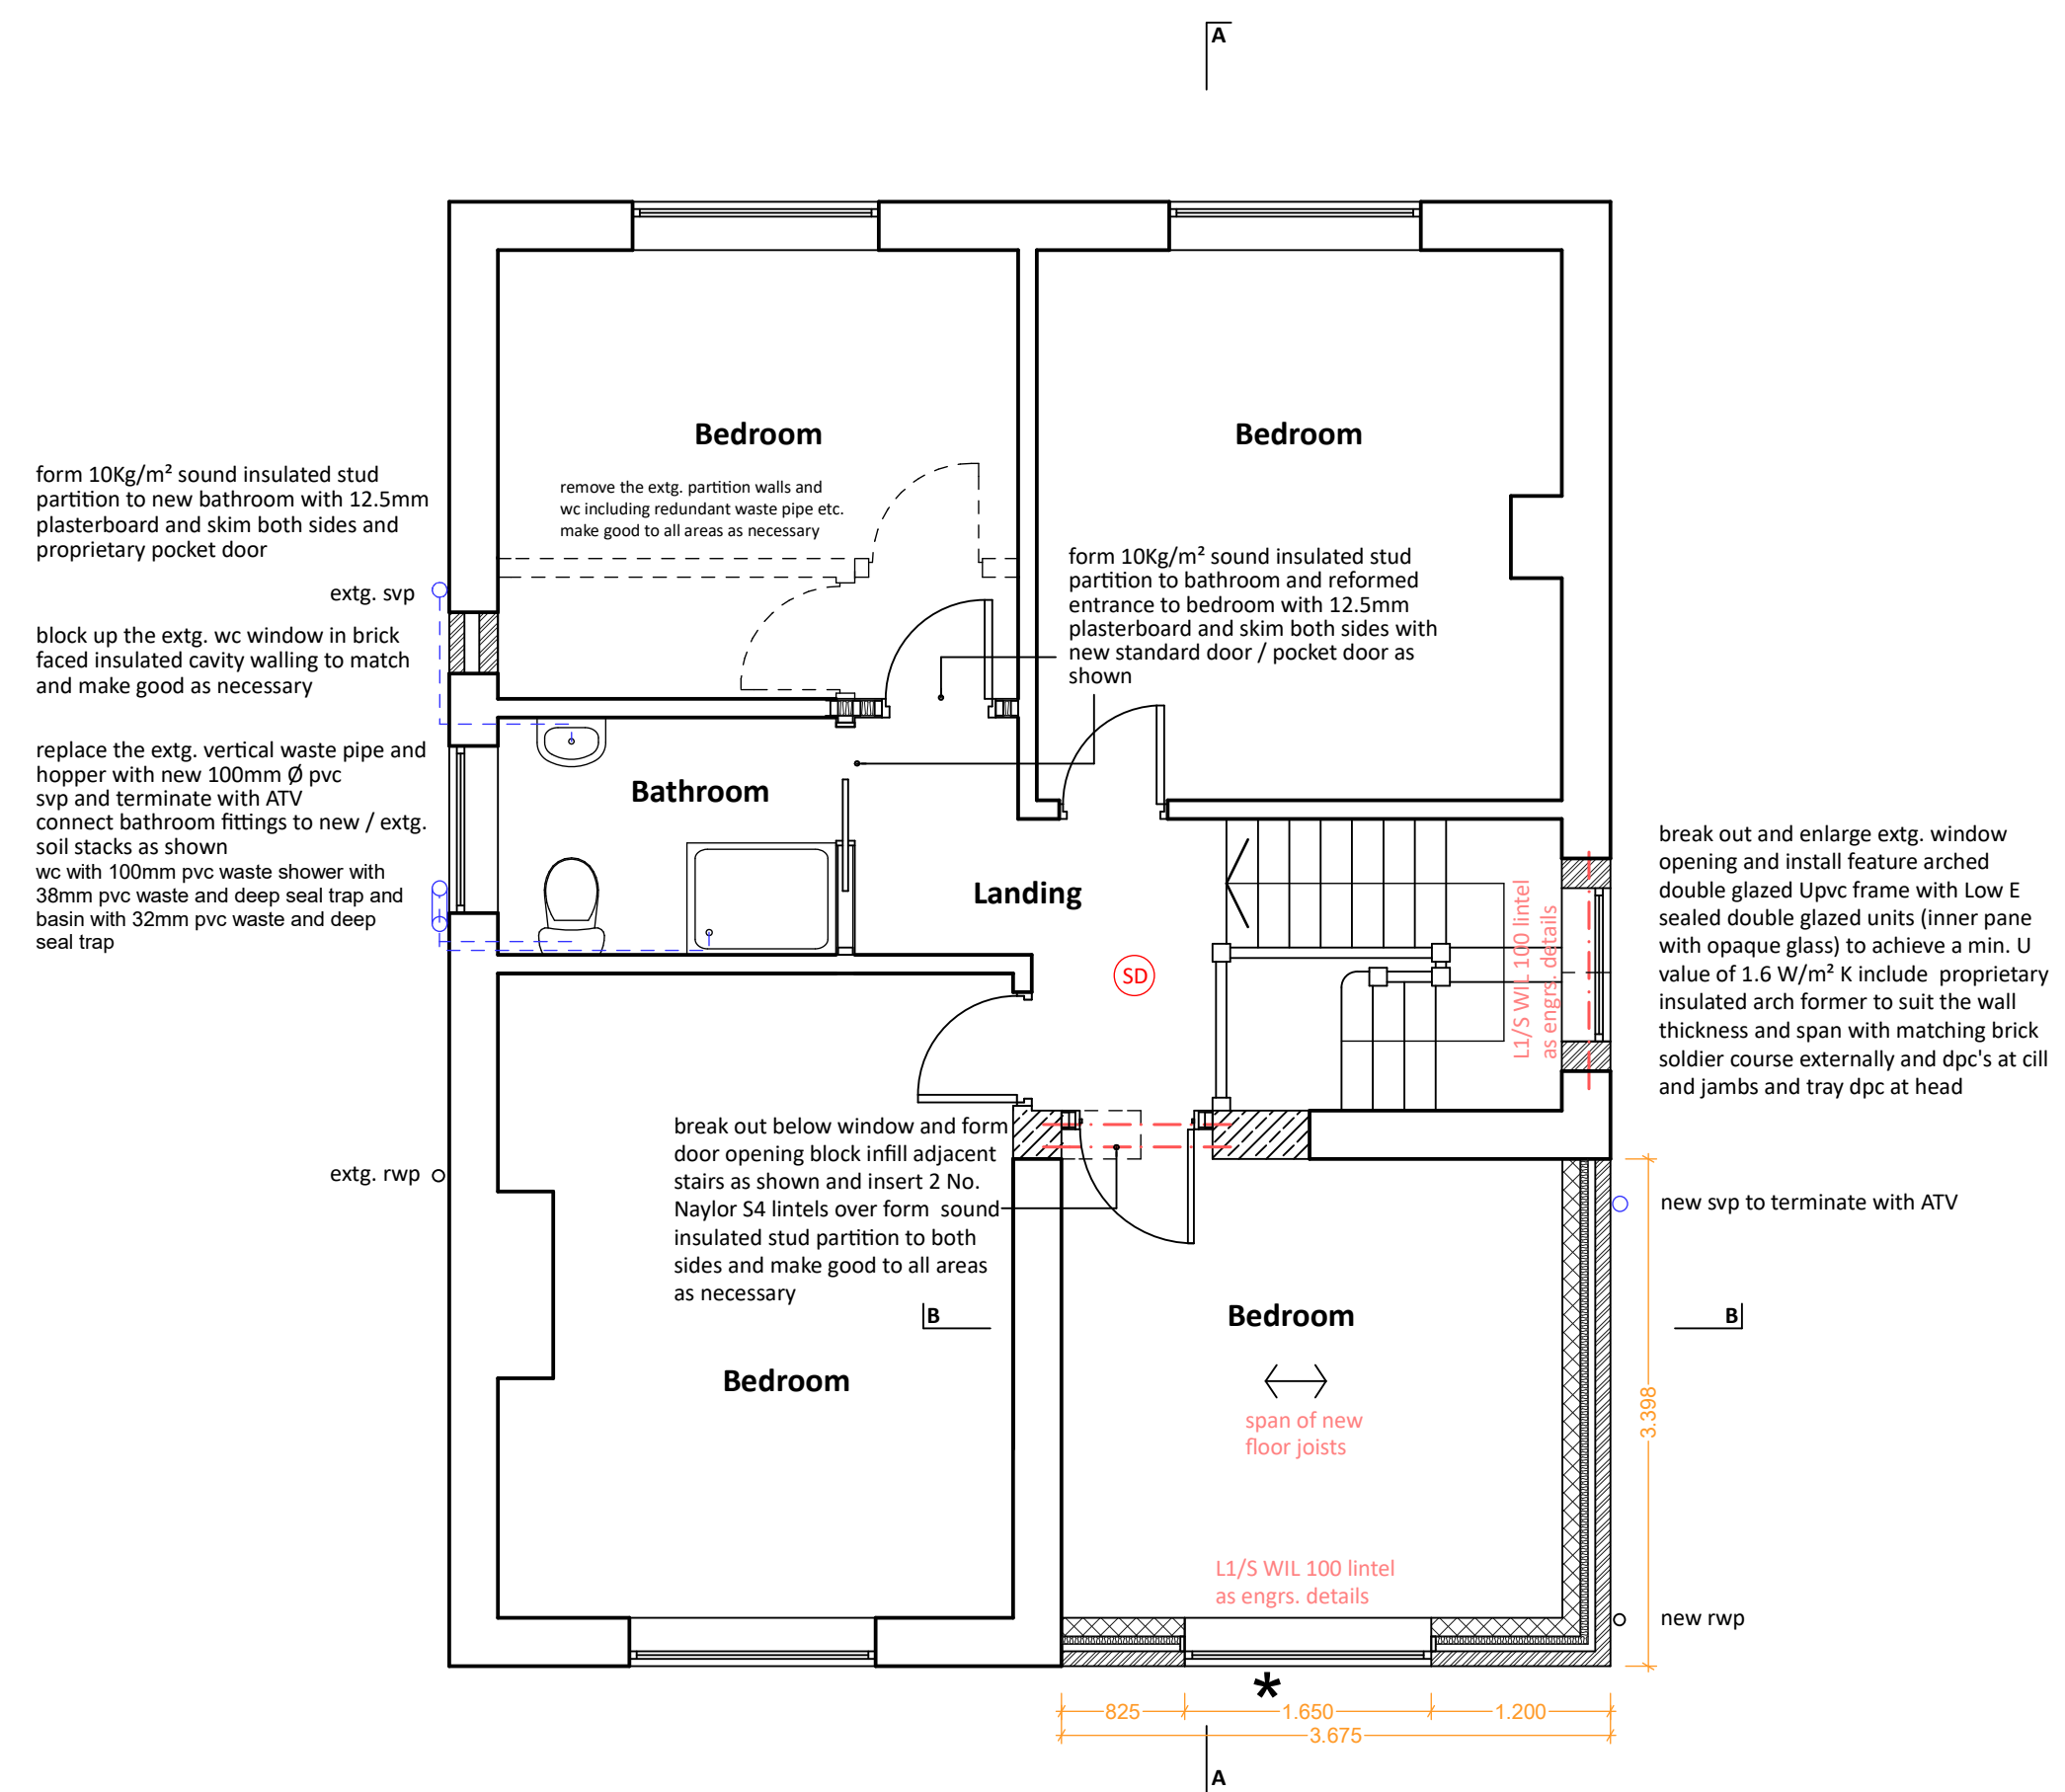 A
Bedroom
Bedroom
form 10Kg/m² sound insulated stud
partition to new bathroom with 12.5mm
plasterboard and skim both sides and
proprietary pocket door
remove the extg. partition walls and
wc including redundant waste pipe etc.
make good to all areas as necessary
form 10Kg/m² sound insulated stud
partition to bathroom and reformed
entrance to bedroom with 12.5mm
plasterboard and skim both sides with
new standard door / pocket door as
shown
extg. svp
block up the extg. wc window in brick
faced insulated cavity walling to match
and make good as necessary
replace the extg. vertical waste pipe and
hopper with new 100mm Ø pvc
svp and terminate with ATV
connect bathroom fittings to new / extg.
soil stacks as shown
wc with 100mm pvc waste shower with
38mm pvc waste and deep seal trap and
basin with 32mm pvc waste and deep
seal trap
Bathroom
Landing
SD
L1/S WIL 100 lintel
as engrs. details
break out and enlarge extg. window
opening and install feature arched
double glazed Upvc frame with Low E
sealed double glazed units (inner pane
with opaque glass) to achieve a min. U
value of 1.6 W/m² K include proprietary
insulated arch former to suit the wall
thickness and span with matching brick
soldier course externally and dpc's at cill
and jambs and tray dpc at head
break out below window and form
door opening block infill adjacent
stairs as shown and insert 2 No.
Naylor S4 lintels over form sound
insulated stud partition to both
sides and make good to all areas
as necessary
extg. rwp
new svp to terminate with ATV
B
B
Bedroom
Bedroom
span of new
floor joists
3.398
L1/S WIL 100 lintel
as engrs. details
new rwp
*
825
1.650
1.200
3.675
A